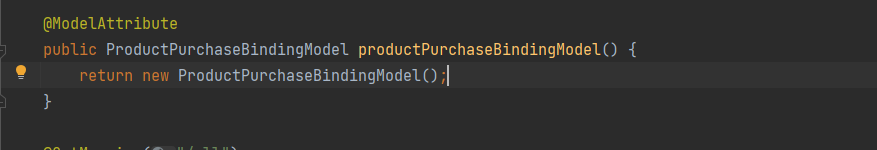 @ModelAttribute
public ProductPurchaseBindingModel productPurchaseBindingModel() {
return new ProductPurchaseBindingModel();
}